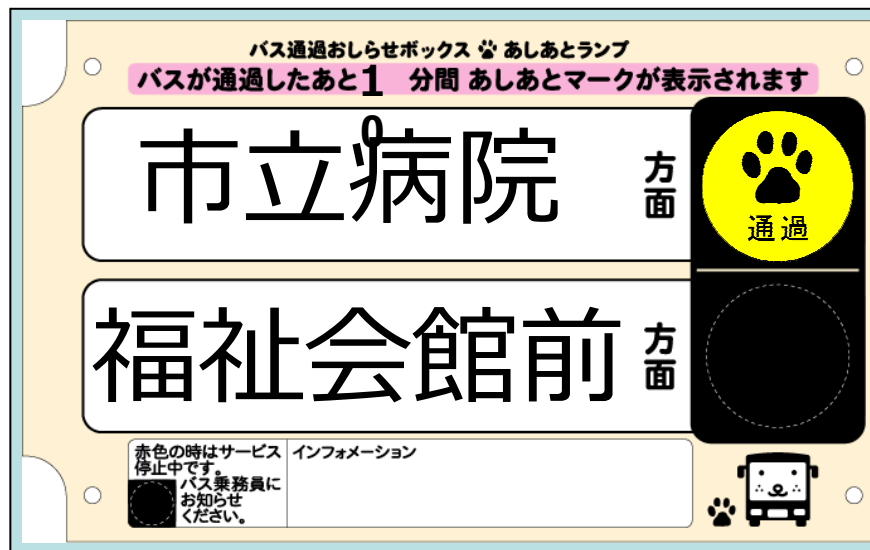 バス通過おしらせボックス あしあとランプ
バスが通過したあと10分間 あしあとマークが表示されます
市立病院 方面
通過
福祉会館前 方面
赤色の時はサービス
停止中です。
バス乗務員に
お知らせ
ください。
インフォメーション